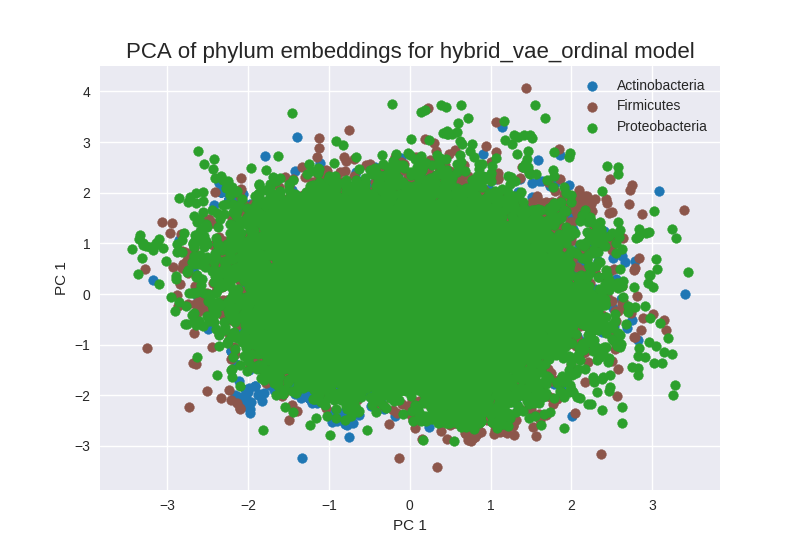 PCA of phylum embeddings for hybrid_vae_ordinal model
Actinobacteria
Firmicutes
Proteobacteria
4
3
2
1
0
−1
−2
−3
PC 1
−3
−2
−1
0
1
2
3
PC 1